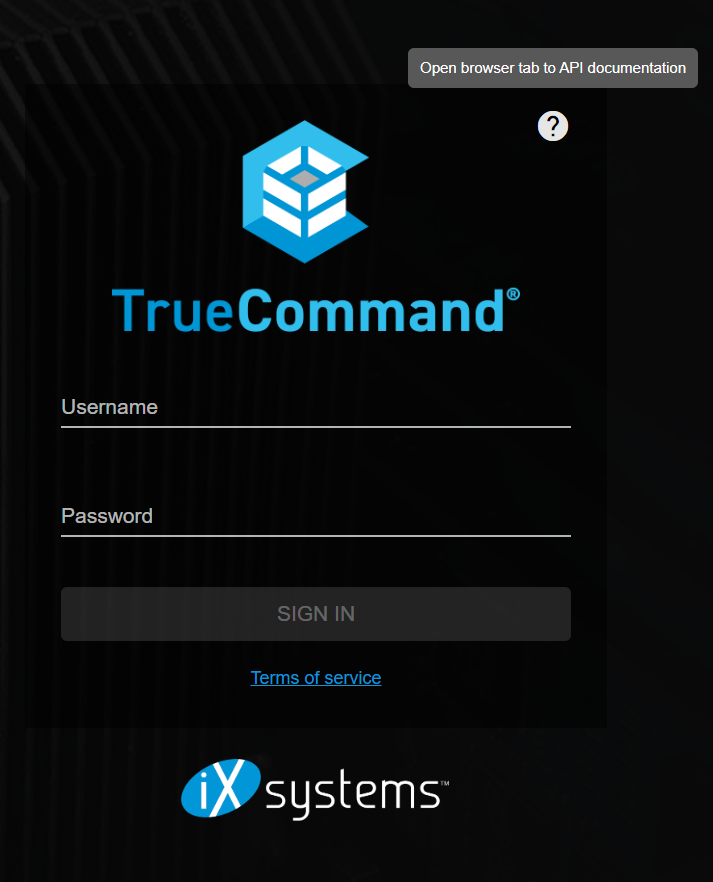 Open browser tab to API documentation
?
TrueCommand®
Username
Password
SIGN IN
Terms of service
iX systems™